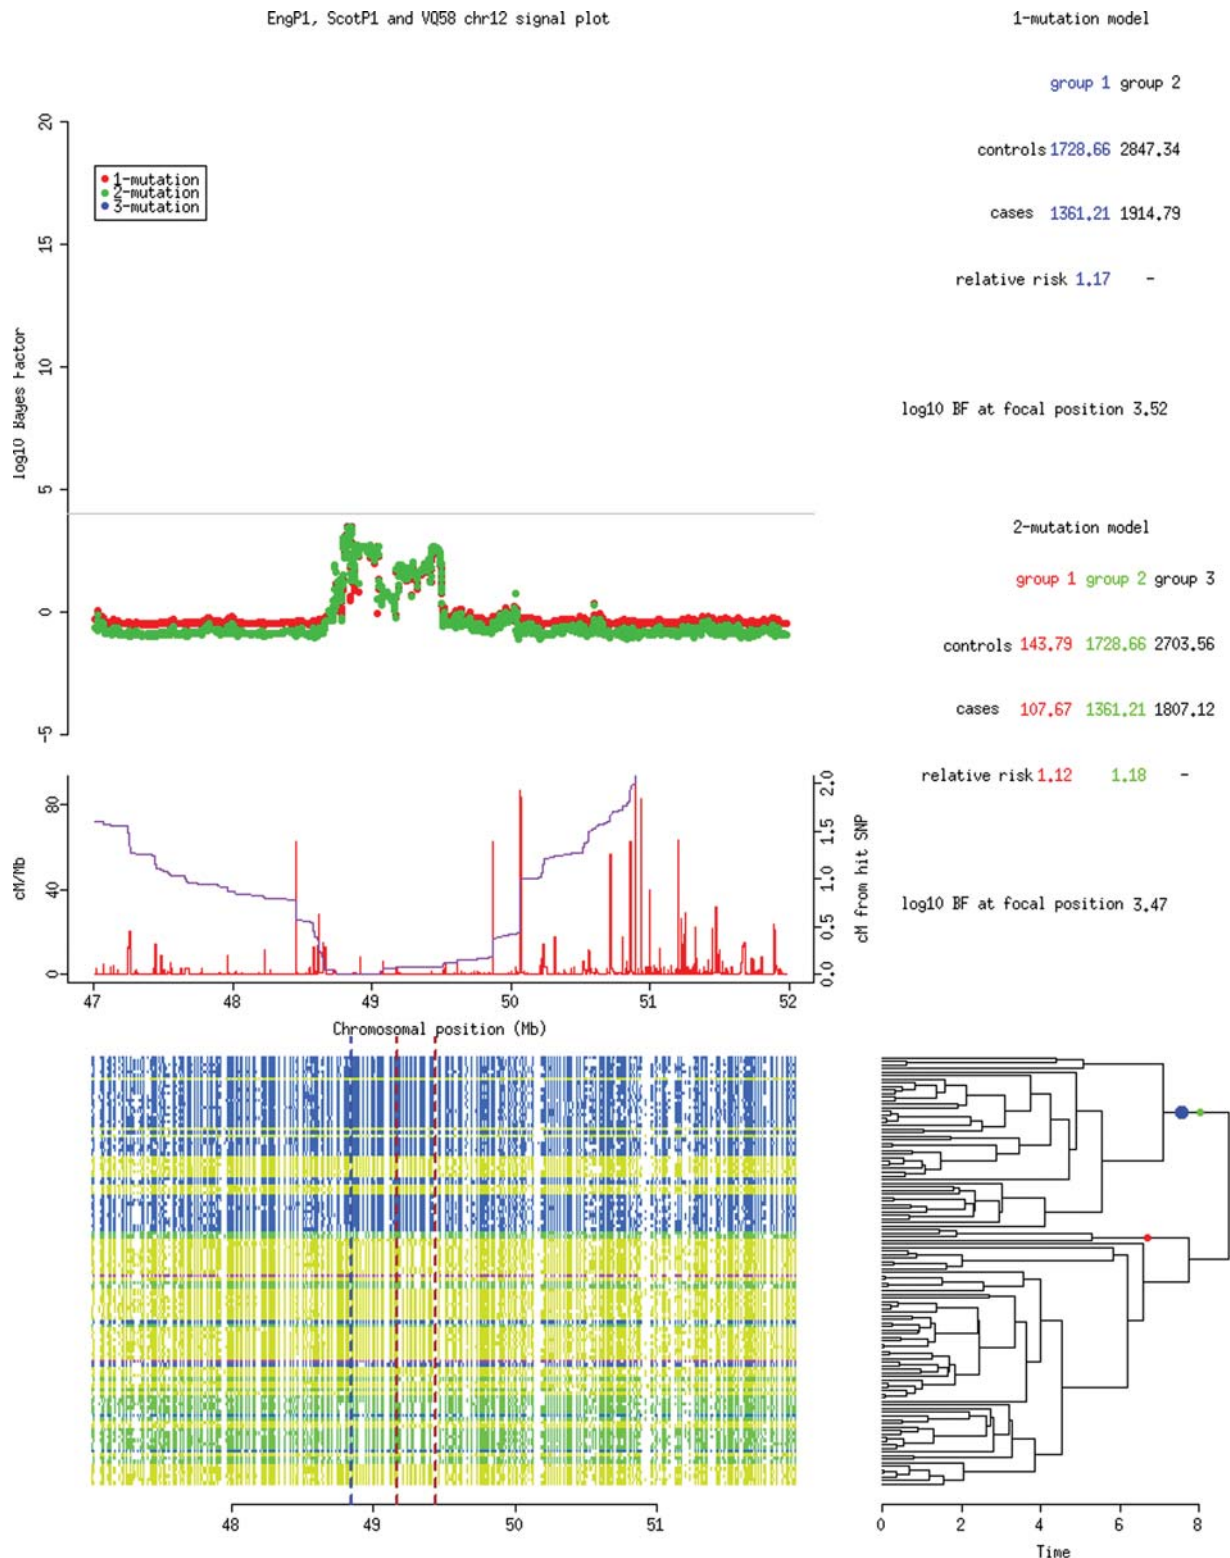 EngP1, ScotP1 and VQ58 chr12 signal plot
1-mutation
2-mutation
3-mutation
log10 Bayes Factor
20
15
10
5
0
-5
1-mutation model
group 1 group 2
controls 1728.66 2847.34
cases 1361.21 1914.79
relative risk 1.17 -
log10 BF at focal position 3.52
2-mutation model
group 1 group 2 group 3
controls 143.79 1728.66 2703.56
cases 107.67 1361.21 1807.12
relative risk 1.12 1.18 -
log10 BF at focal position 3.47
cM/Mb
80
40
0
2.0
1.5
1.0
0.5
0.0
cM from hit SNP
47 48 49 50 51 52
Chromosomal position (Mb)
48 49 50 51
0 2 4 6 8
Time